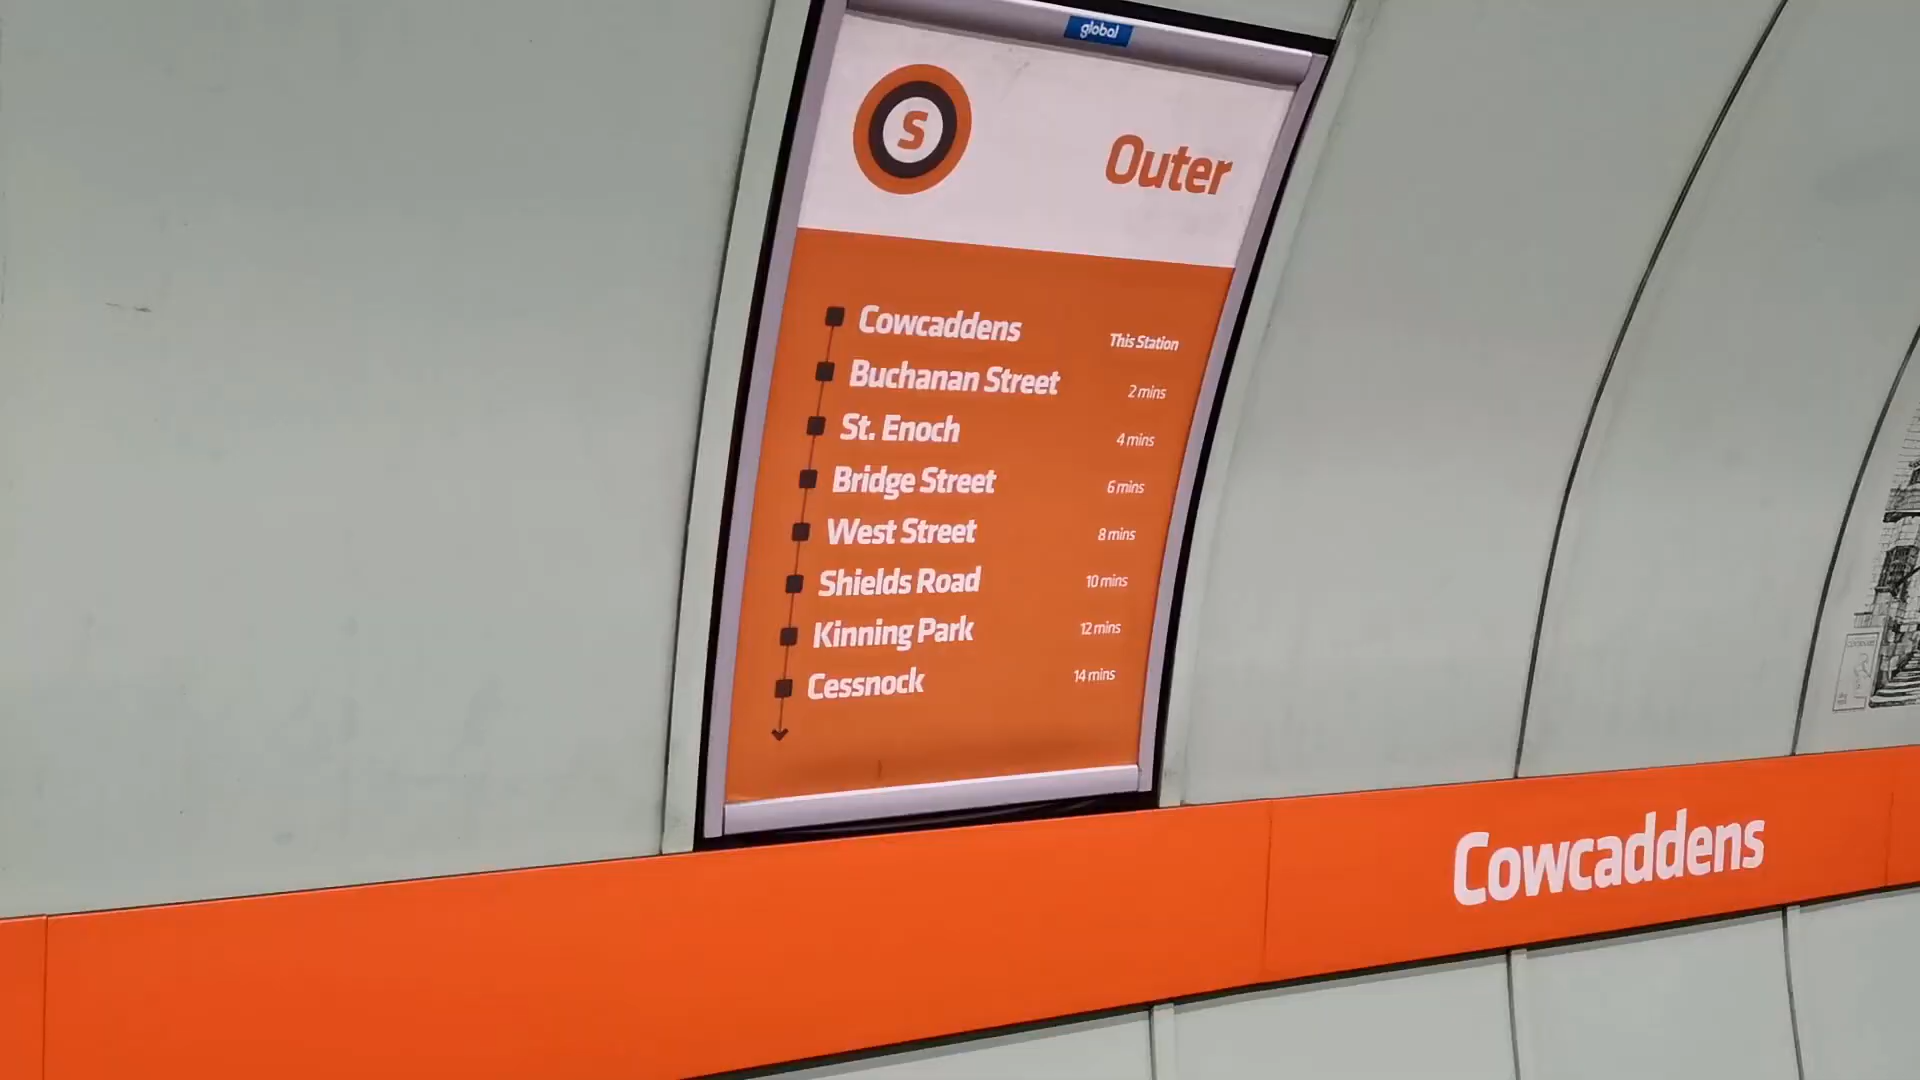 global
S
Outer
Cowcaddens This Station
Buchanan Street 2 mins
St. Enoch 4 mins
Bridge Street 6 mins
West Street 8 mins
Shields Road 10 mins
Kinning Park 12 mins
Cessnock 14 mins
Cowcaddens